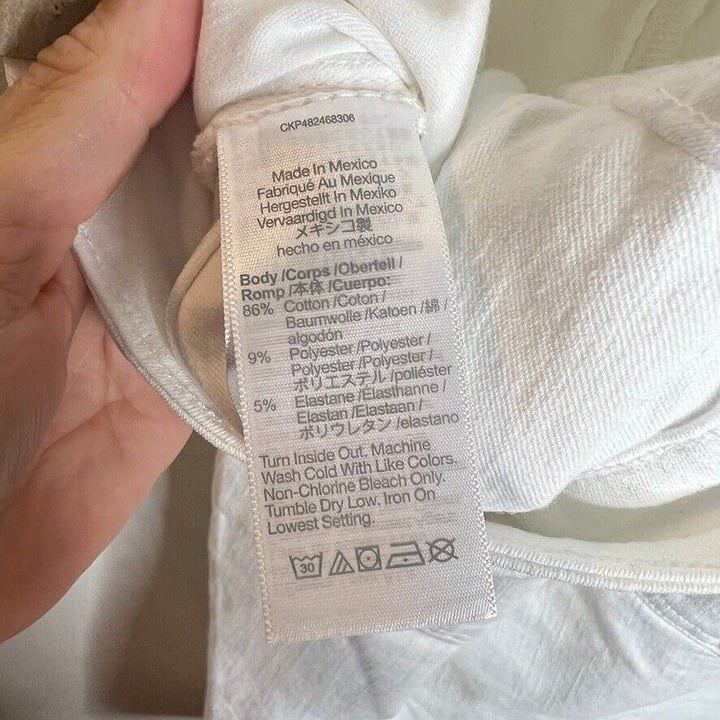 CKP482468306
Made In Mexico
Fabriqué Au Mexique
Hergestellt In Mexiko
Vervaardigd In Mexico
メキシコ製
hecho en méxico
Body /Corps /Oberteil /
Romp /本体 /Cuerpo:
86% Cotton /Coton /
Baumwolle /Katoen /綿 /
algodón
9% Polyester /Polyester /
Polyester /Polyester /
ポリエステル /poliéster
5% Elastane /Élasthanne /
Elastan /Elastaan /
ポリウレタン /elastano
Turn Inside Out. Machine
Wash Cold With Like Colors.
Non-Chlorine Bleach Only.
Tumble Dry Low. Iron On
Lowest Setting.
30